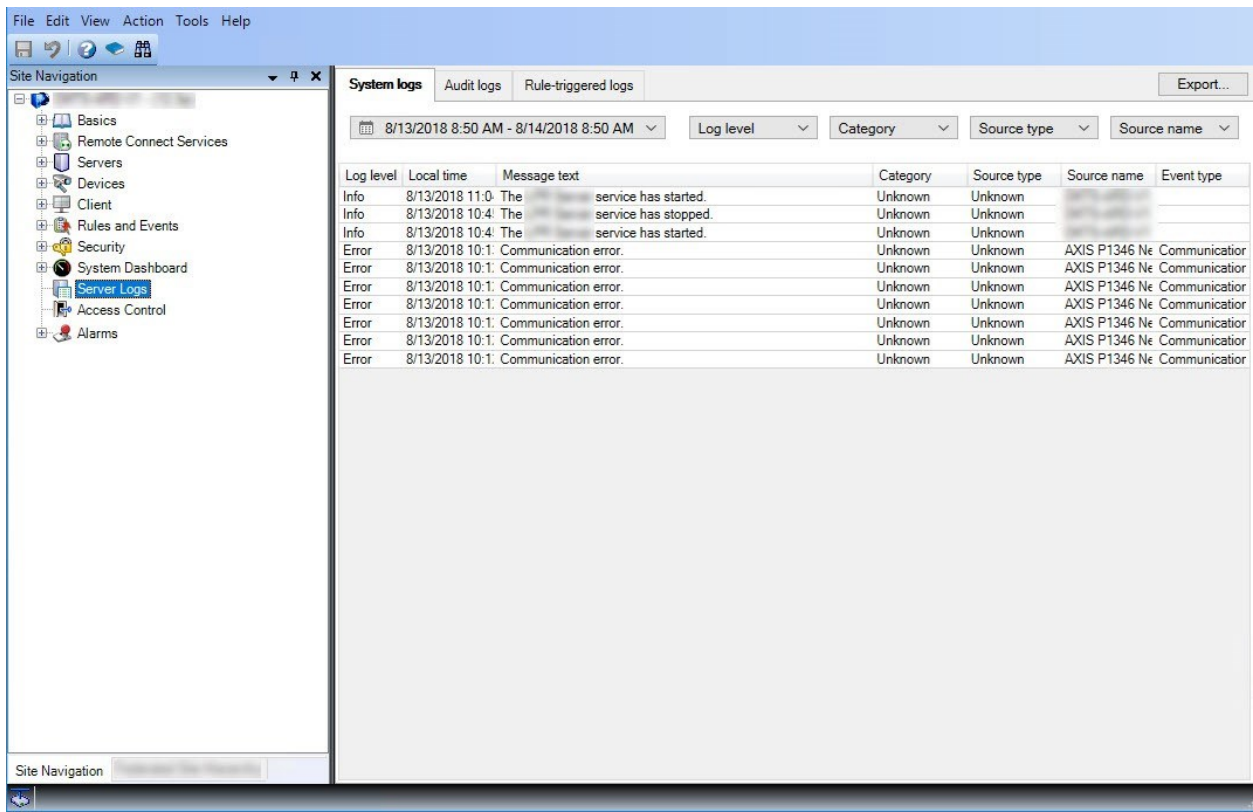 File Edit View Action Tools Help
Site Navigation
Basics
Remote Connect Services
Servers
Devices
Client
Rules and Events
Security
System Dashboard
Server Logs
Access Control
Alarms
Site Navigation
System logs Audit logs Rule-triggered logs Export...
8/13/2018 8:50 AM - 8/14/2018 8:50 AM Log level Category Source type Source name
Log level Local time Message text Category Source type Source name Event type
Info 8/13/2018 11:0 The service has started. Unknown Unknown
Info 8/13/2018 10:4 The service has stopped. Unknown Unknown
Info 8/13/2018 10:4 The service has started. Unknown Unknown
Error 8/13/2018 10:1 Communication error. Unknown Unknown AXIS P1346 Ne Communication
Error 8/13/2018 10:1 Communication error. Unknown Unknown AXIS P1346 Ne Communication
Error 8/13/2018 10:1 Communication error. Unknown Unknown AXIS P1346 Ne Communication
Error 8/13/2018 10:1 Communication error. Unknown Unknown AXIS P1346 Ne Communication
Error 8/13/2018 10:1 Communication error. Unknown Unknown AXIS P1346 Ne Communication
Error 8/13/2018 10:1 Communication error. Unknown Unknown AXIS P1346 Ne Communication
Error 8/13/2018 10:1 Communication error. Unknown Unknown AXIS P1346 Ne Communication